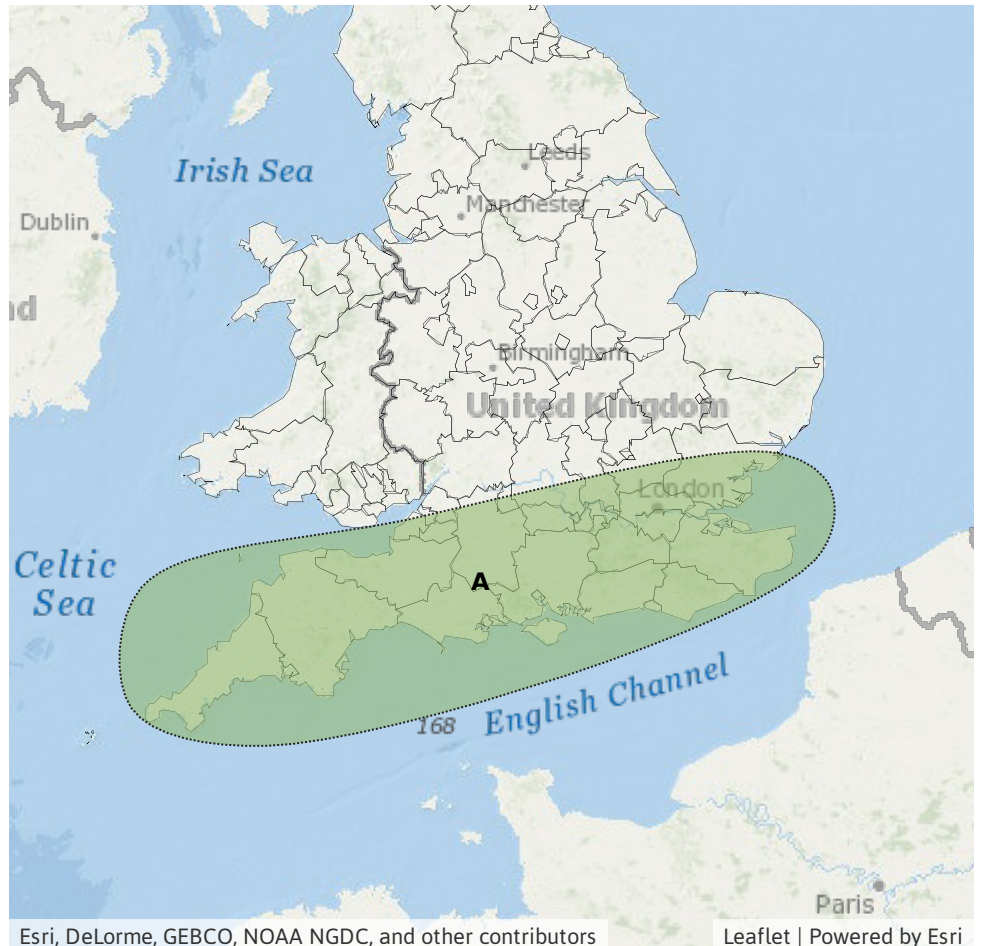 Leeds
Irish Sea
Manchester
Dublin
nd
Birmingham
United Kingdom
London
Celtic
Sea
A
English Channel
168
Paris
Esri, DeLorme, GEBCO, NOAA NGDC, and other contributors
Leaflet | Powered by Esri